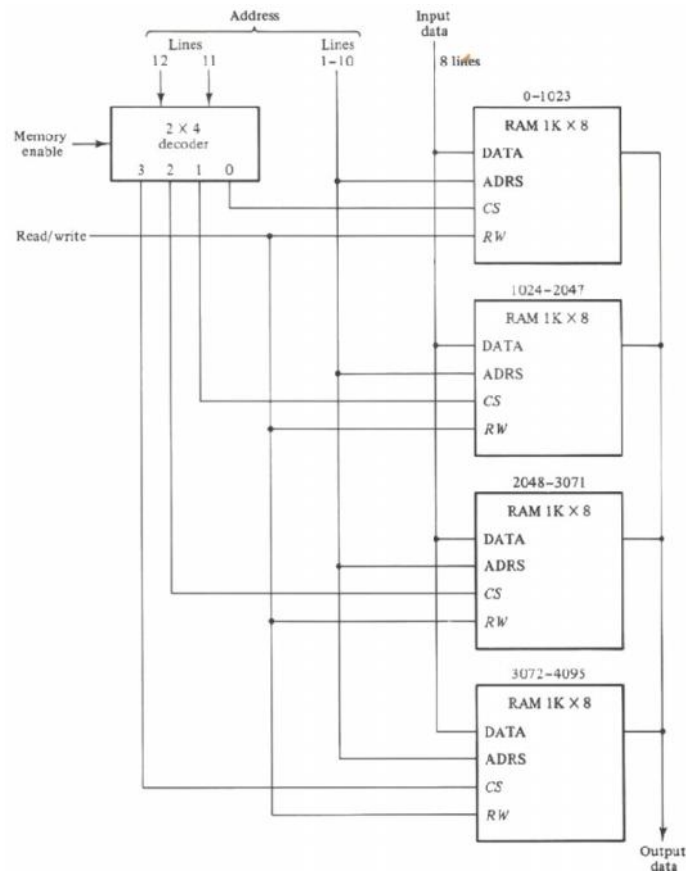 Address
Input
data
Lines
12 11
Lines
1-10
8 lines
Memory
enable
2 × 4
decoder
3 2 1 0
Read/write
0-1023
RAM 1K × 8
DATA
ADRS
CS
RW
1024-2047
RAM 1K × 8
DATA
ADRS
CS
RW
2048-3071
RAM 1K × 8
DATA
ADRS
CS
RW
3072-4095
RAM 1K × 8
DATA
ADRS
CS
RW
Output
data